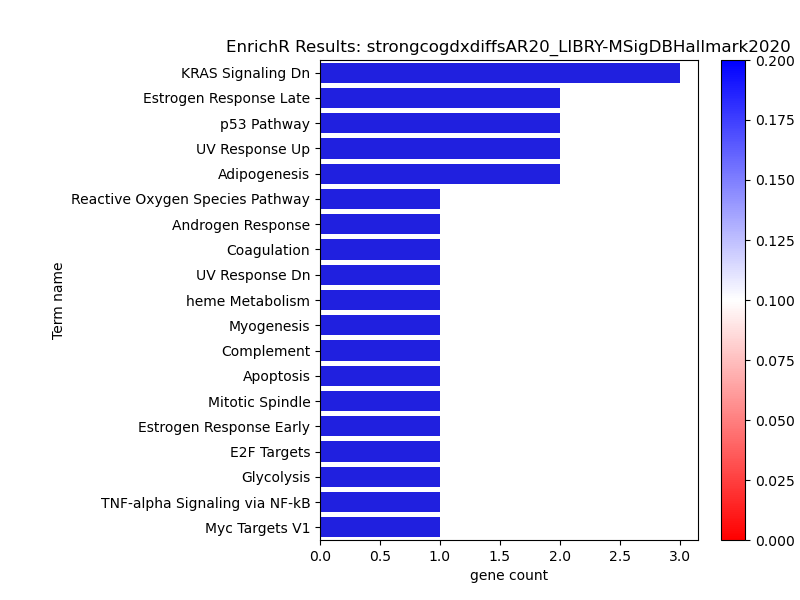 EnrichR Results: strongcogdxdiffsAR20_LIBRY-MSigDBHallmark2020
Term name
KRAS Signaling Dn
Estrogen Response Late
p53 Pathway
UV Response Up
Adipogenesis
Reactive Oxygen Species Pathway
Androgen Response
Coagulation
UV Response Dn
heme Metabolism
Myogenesis
Complement
Apoptosis
Mitotic Spindle
Estrogen Response Early
E2F Targets
Glycolysis
TNF-alpha Signaling via NF-kB
Myc Targets V1
0.0 0.5 1.0 1.5 2.0 2.5 3.0
gene count
0.200
0.175
0.150
0.125
0.100
0.075
0.050
0.025
0.000